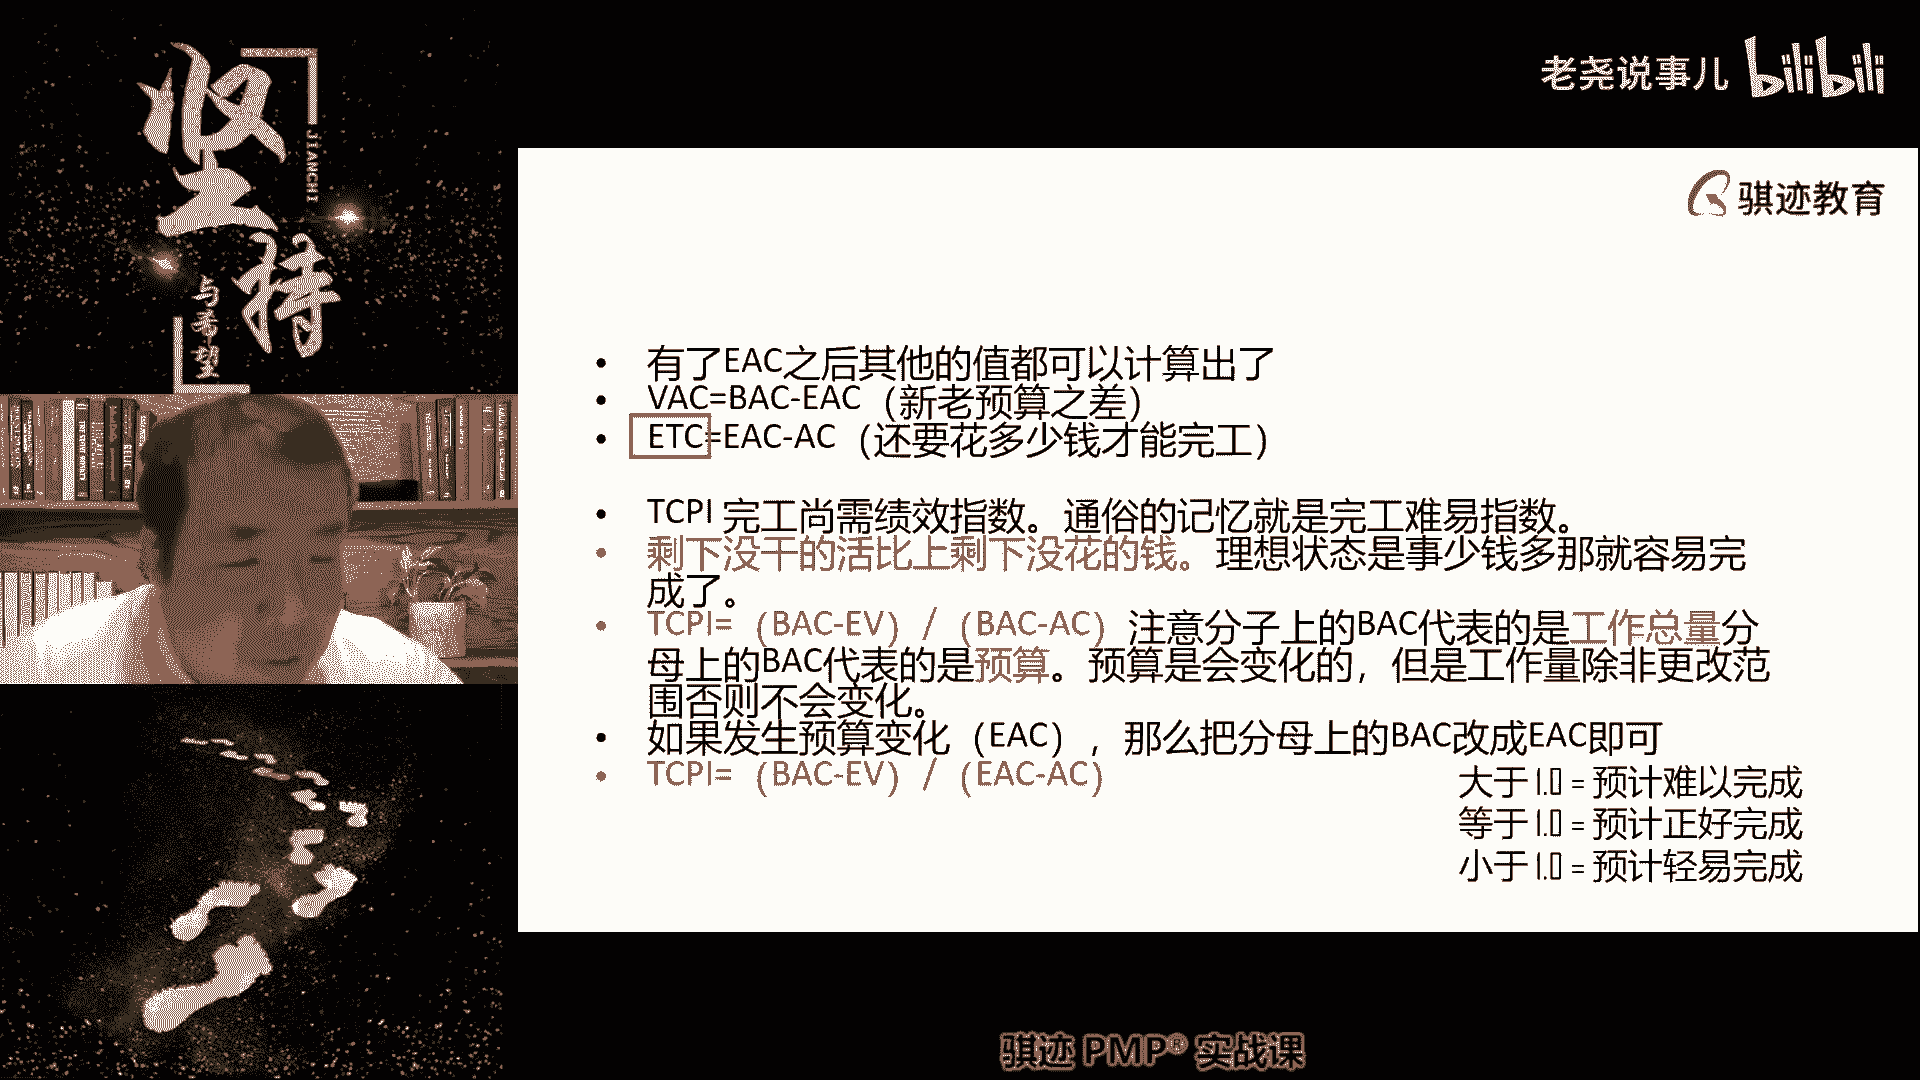 坚持
JIANCHI
与希望
老尧说事儿 bilibili
骐迹教育
• 有了EAC之后其他的值都可以计算出了
• VAC=BAC-EAC（新老预算之差）
• ETC=EAC-AC（还要花多少钱才能完工）
• TCPI 完工尚需绩效指数。通俗的记忆就是完工难易指数。
• 剩下没干的活比上剩下没花的钱。理想状态是事少钱多那就容易完
成了。
• TCPI=（BAC-EV）/（BAC-AC）注意分子上的BAC代表的是工作总量分
母上的BAC代表的是预算。预算是会变化的，但是工作量除非更改范
围否则不会变化。
• 如果发生预算变化（EAC），那么把分母上的BAC改成EAC即可
• TCPI=（BAC-EV）/（EAC-AC）
大于1.0 = 预计难以完成
等于1.0 = 预计正好完成
小于1.0 = 预计轻易完成
骐迹 PMP® 实战课